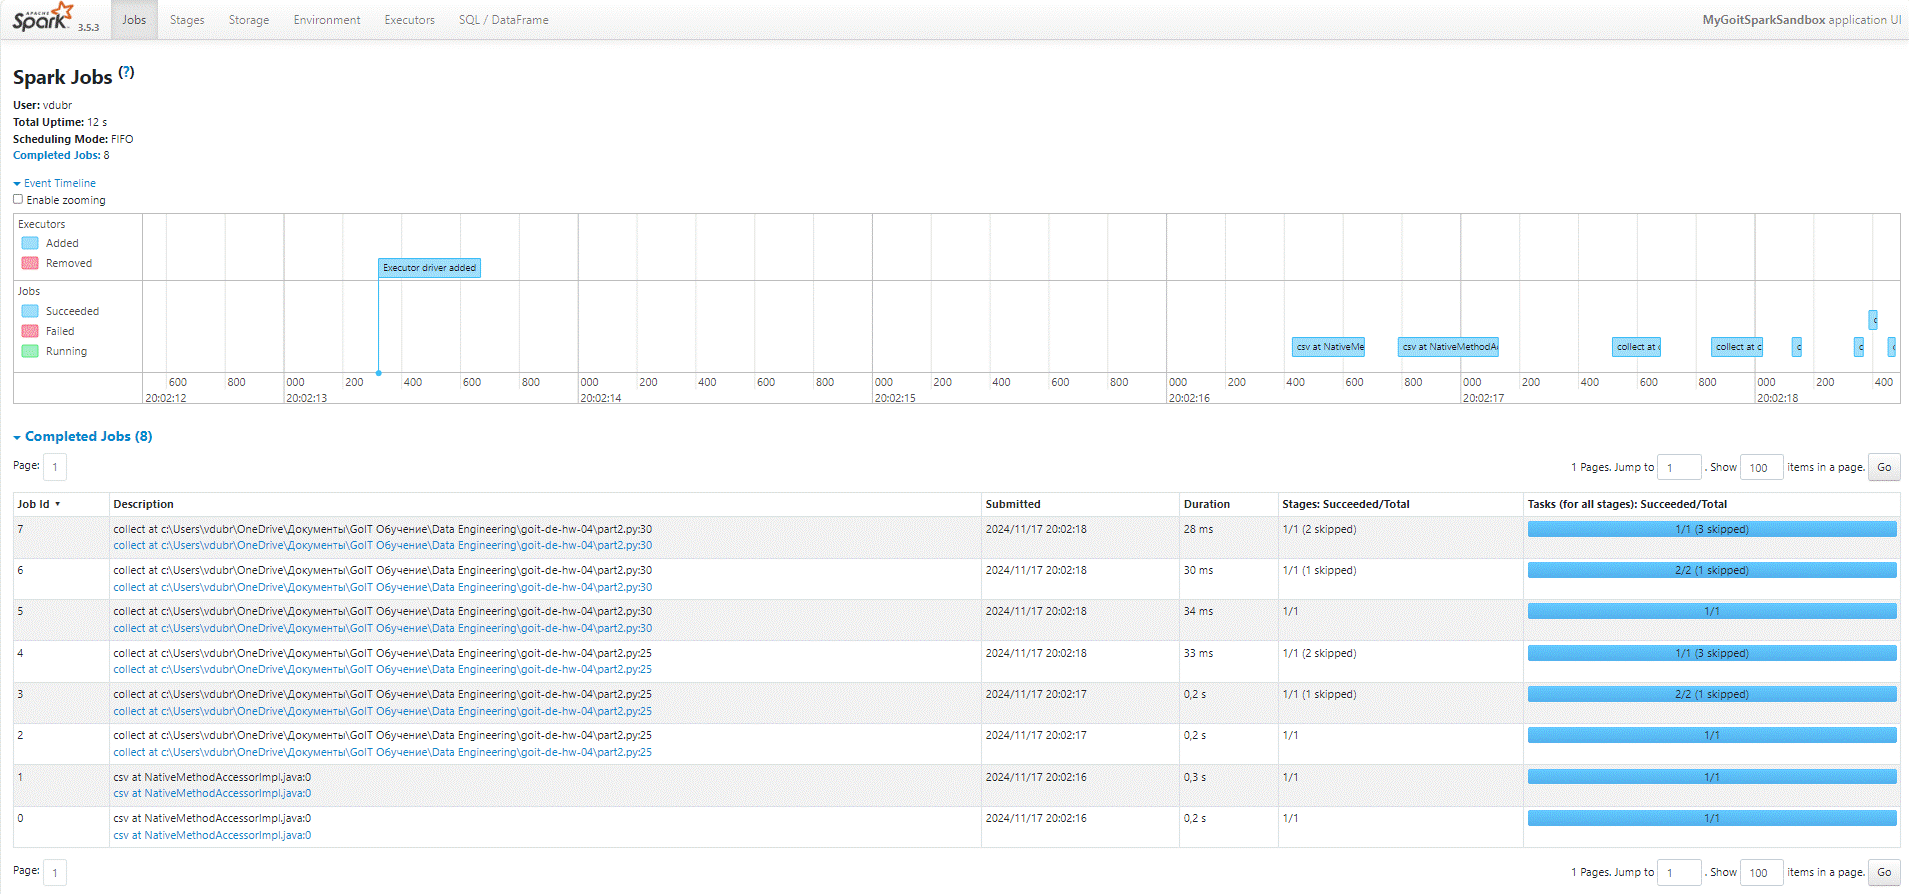 APACHE Spark 3.5.3 Jobs Stages Storage Environment Executors SQL / DataFrame MyGoitSparkSandbox application UI
Spark Jobs (?)
User: vdubr
Total Uptime: 12 s
Scheduling Mode: FIFO
Completed Jobs: 8
Event Timeline
Enable zooming
Executors
Added
Removed
Executor driver added
Jobs
Succeeded
Failed
Running
csv at NativeMe csv at NativeMethodA collect at c collect at c c c c c
600 800 000 200 400 600 800 000 200 400 600 800 000 200 400 600 800 000 200 400 600 800 000 200 400 600 800 000 200 400
20:02:12 20:02:13 20:02:14 20:02:15 20:02:16 20:02:17 20:02:18
Completed Jobs (8)
Page: 1 1 Pages. Jump to 1 . Show 100 items in a page. Go
Job Id Description Submitted Duration Stages: Succeeded/Total Tasks (for all stages): Succeeded/Total
7 collect at c:\Users\vdubr\OneDrive\Документы\GoIT Обучение\Data Engineering\goit-de-hw-04\part2.py:30 2024/11/17 20:02:18 28 ms 1/1 (2 skipped) 1/1 (3 skipped)
collect at c:\Users\vdubr\OneDrive\Документы\GoIT Обучение\Data Engineering\goit-de-hw-04\part2.py:30
6 collect at c:\Users\vdubr\OneDrive\Документы\GoIT Обучение\Data Engineering\goit-de-hw-04\part2.py:30 2024/11/17 20:02:18 30 ms 1/1 (1 skipped) 2/2 (1 skipped)
collect at c:\Users\vdubr\OneDrive\Документы\GoIT Обучение\Data Engineering\goit-de-hw-04\part2.py:30
5 collect at c:\Users\vdubr\OneDrive\Документы\GoIT Обучение\Data Engineering\goit-de-hw-04\part2.py:30 2024/11/17 20:02:18 34 ms 1/1 1/1
collect at c:\Users\vdubr\OneDrive\Документы\GoIT Обучение\Data Engineering\goit-de-hw-04\part2.py:30
4 collect at c:\Users\vdubr\OneDrive\Документы\GoIT Обучение\Data Engineering\goit-de-hw-04\part2.py:25 2024/11/17 20:02:18 33 ms 1/1 (2 skipped) 1/1 (3 skipped)
collect at c:\Users\vdubr\OneDrive\Документы\GoIT Обучение\Data Engineering\goit-de-hw-04\part2.py:25
3 collect at c:\Users\vdubr\OneDrive\Документы\GoIT Обучение\Data Engineering\goit-de-hw-04\part2.py:25 2024/11/17 20:02:17 0,2 s 1/1 (1 skipped) 2/2 (1 skipped)
collect at c:\Users\vdubr\OneDrive\Документы\GoIT Обучение\Data Engineering\goit-de-hw-04\part2.py:25
2 collect at c:\Users\vdubr\OneDrive\Документы\GoIT Обучение\Data Engineering\goit-de-hw-04\part2.py:25 2024/11/17 20:02:17 0,2 s 1/1 1/1
collect at c:\Users\vdubr\OneDrive\Документы\GoIT Обучение\Data Engineering\goit-de-hw-04\part2.py:25
1 csv at NativeMethodAccessorImpl.java:0 2024/11/17 20:02:16 0,3 s 1/1 1/1
csv at NativeMethodAccessorImpl.java:0
0 csv at NativeMethodAccessorImpl.java:0 2024/11/17 20:02:16 0,2 s 1/1 1/1
csv at NativeMethodAccessorImpl.java:0
Page: 1 1 Pages. Jump to 1 . Show 100 items in a page. Go